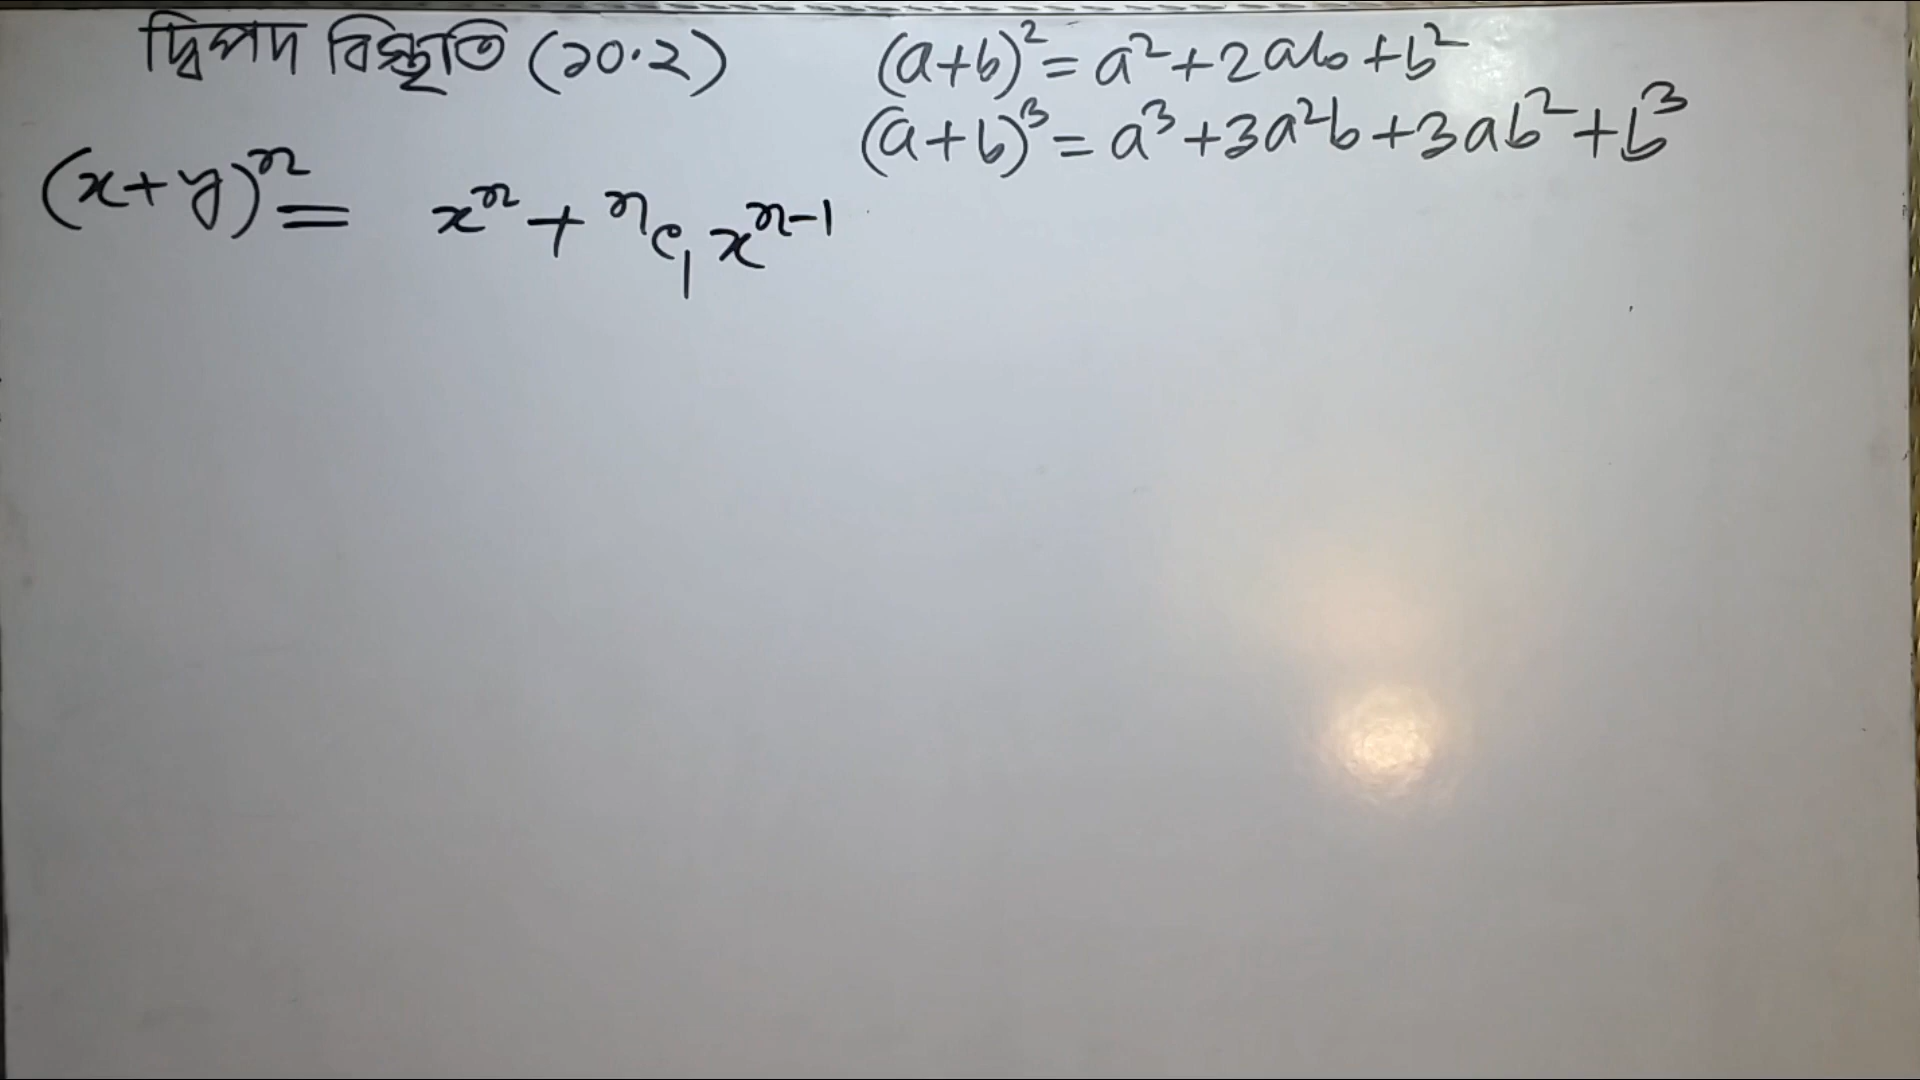 দ্বিপদ বিস্তৃতি (১০.২)
(a+b)² = a² + 2ab + b²
(a+b)³ = a³ + 3a²b + 3ab² + b³
(x+y)ⁿ = xⁿ + ⁿc₁ xⁿ⁻¹